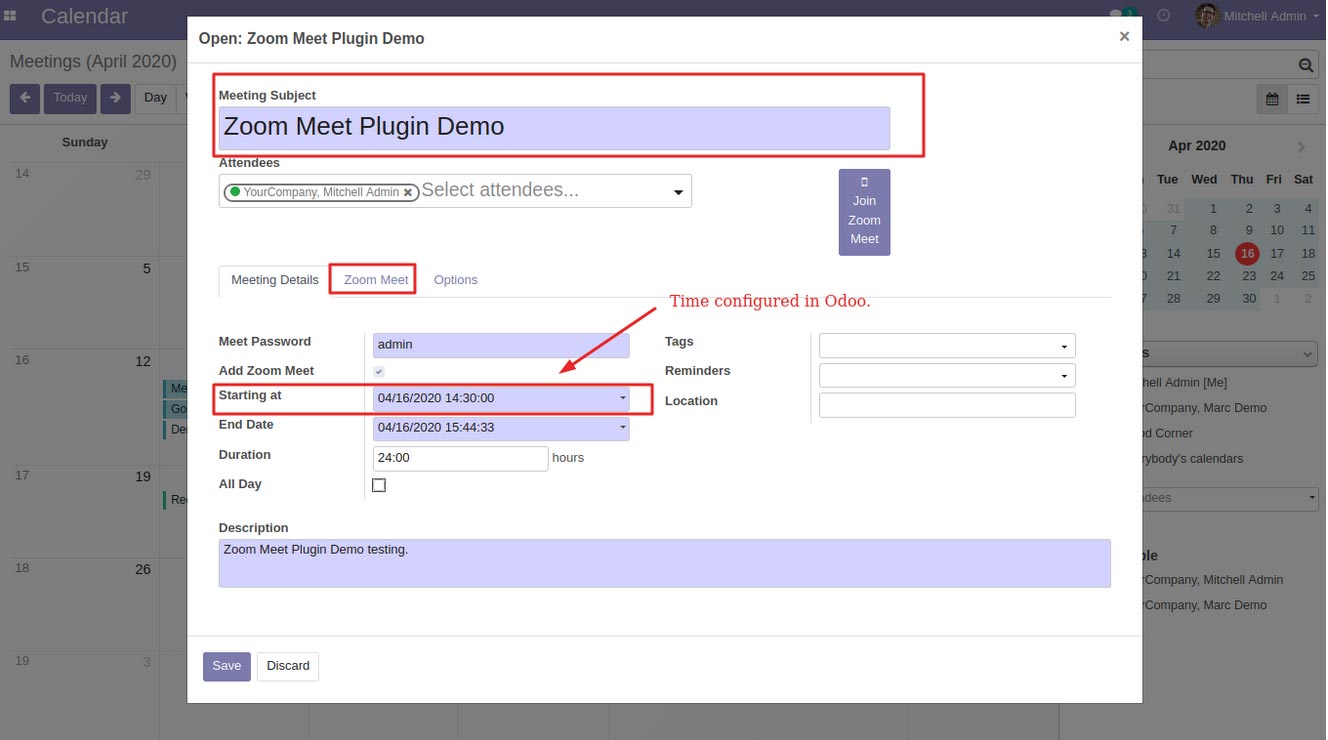 Calendar
3
Mitchell Admin
Meetings (April 2020)
Today
Day
Sunday
14 29
15 5
16 12
Me
Go
De
17 19
Re
18 26
19 3
Open: Zoom Meet Plugin Demo
×
Meeting Subject
Zoom Meet Plugin Demo
Attendees
YourCompany, Mitchell Admin ✖ Select attendees...
Join
Zoom
Meet
Meeting Details Zoom Meet Options
Time configured in Odoo.
Meet Password admin
Add Zoom Meet
Starting at 04/16/2020 14:30:00
End Date 04/16/2020 15:44:33
Duration 24:00 hours
All Day
Tags
Reminders
Location
Description
Zoom Meet Plugin Demo testing.
Save Discard
Apr 2020
Tue Wed Thu Fri Sat
31 1 2 3 4
7 8 9 10 11
14 15 16 17 18
21 22 23 24 25
28 29 30 1 2
s
hell Admin [Me]
rCompany, Marc Demo
od Corner
rybody's calendars
dees
ble
rCompany, Mitchell Admin
rCompany, Marc Demo